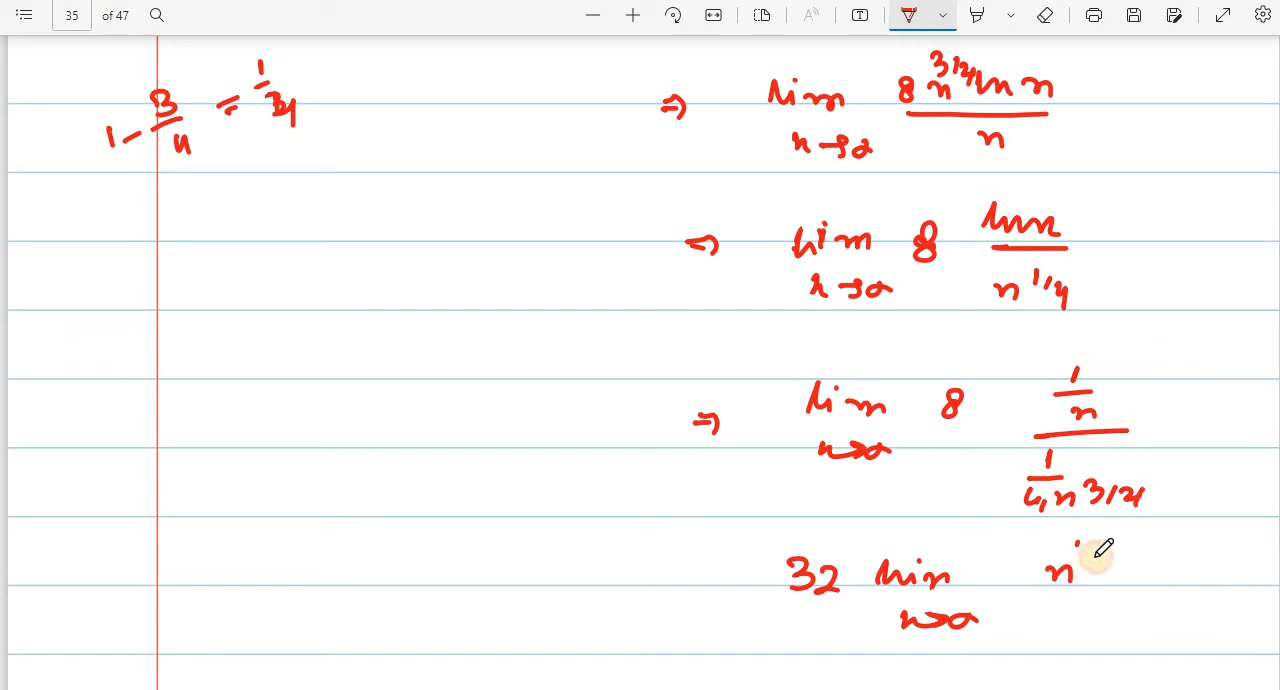 35 of 47
1 - 3/4 = 1/4
⇒ lim n→∞ 8 n^3/4 ln n / n
⇒ lim n→∞ 8 ln n / n^1/4
⇒ lim n→∞ 8 (1/n) / (1/(4 n^3/4))
32 lim n→∞ n